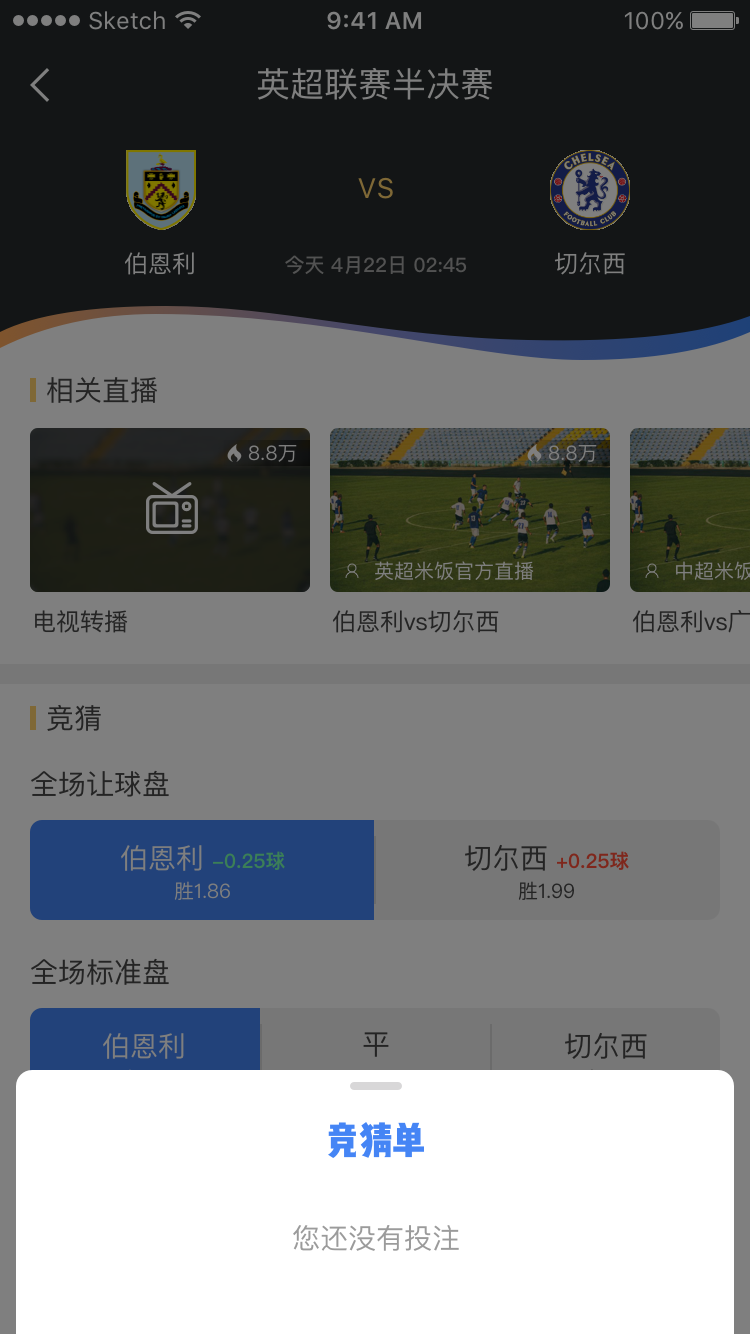 Sketch 9:41 AM 100%
英超联赛半决赛
VS
CHELSEA
FOOTBALL CLUB
伯恩利 今天 4月22日 02:45 切尔西
相关直播
8.8万 8.8万
英超米饭官方直播 中超米饭
电视转播 伯恩利vs切尔西 伯恩利vs广
竞猜
全场让球盘
伯恩利 -0.25球 切尔西 +0.25球
胜1.86 胜1.99
全场标准盘
伯恩利 平 切尔西
竞猜单
您还没有投注